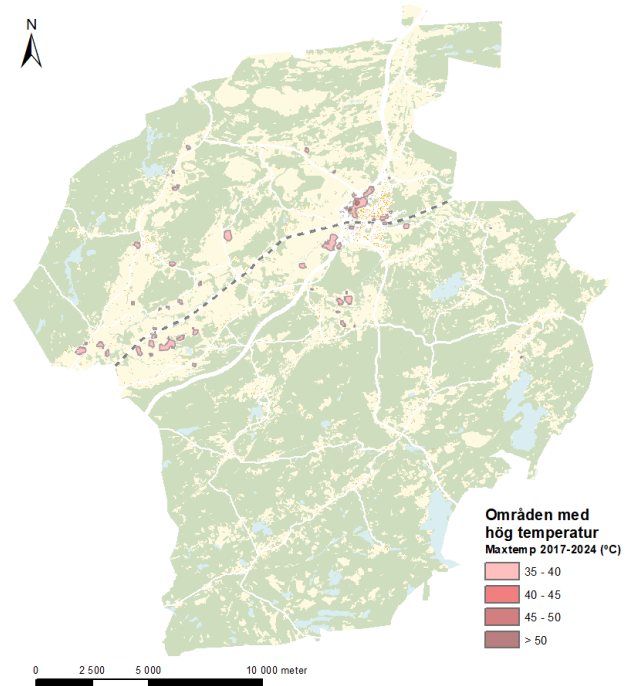 N
Områden med
hög temperatur
Maxtemp 2017-2024 (ºC)
35 - 40
40 - 45
45 - 50
> 50
0 2 500 5 000 10 000 meter